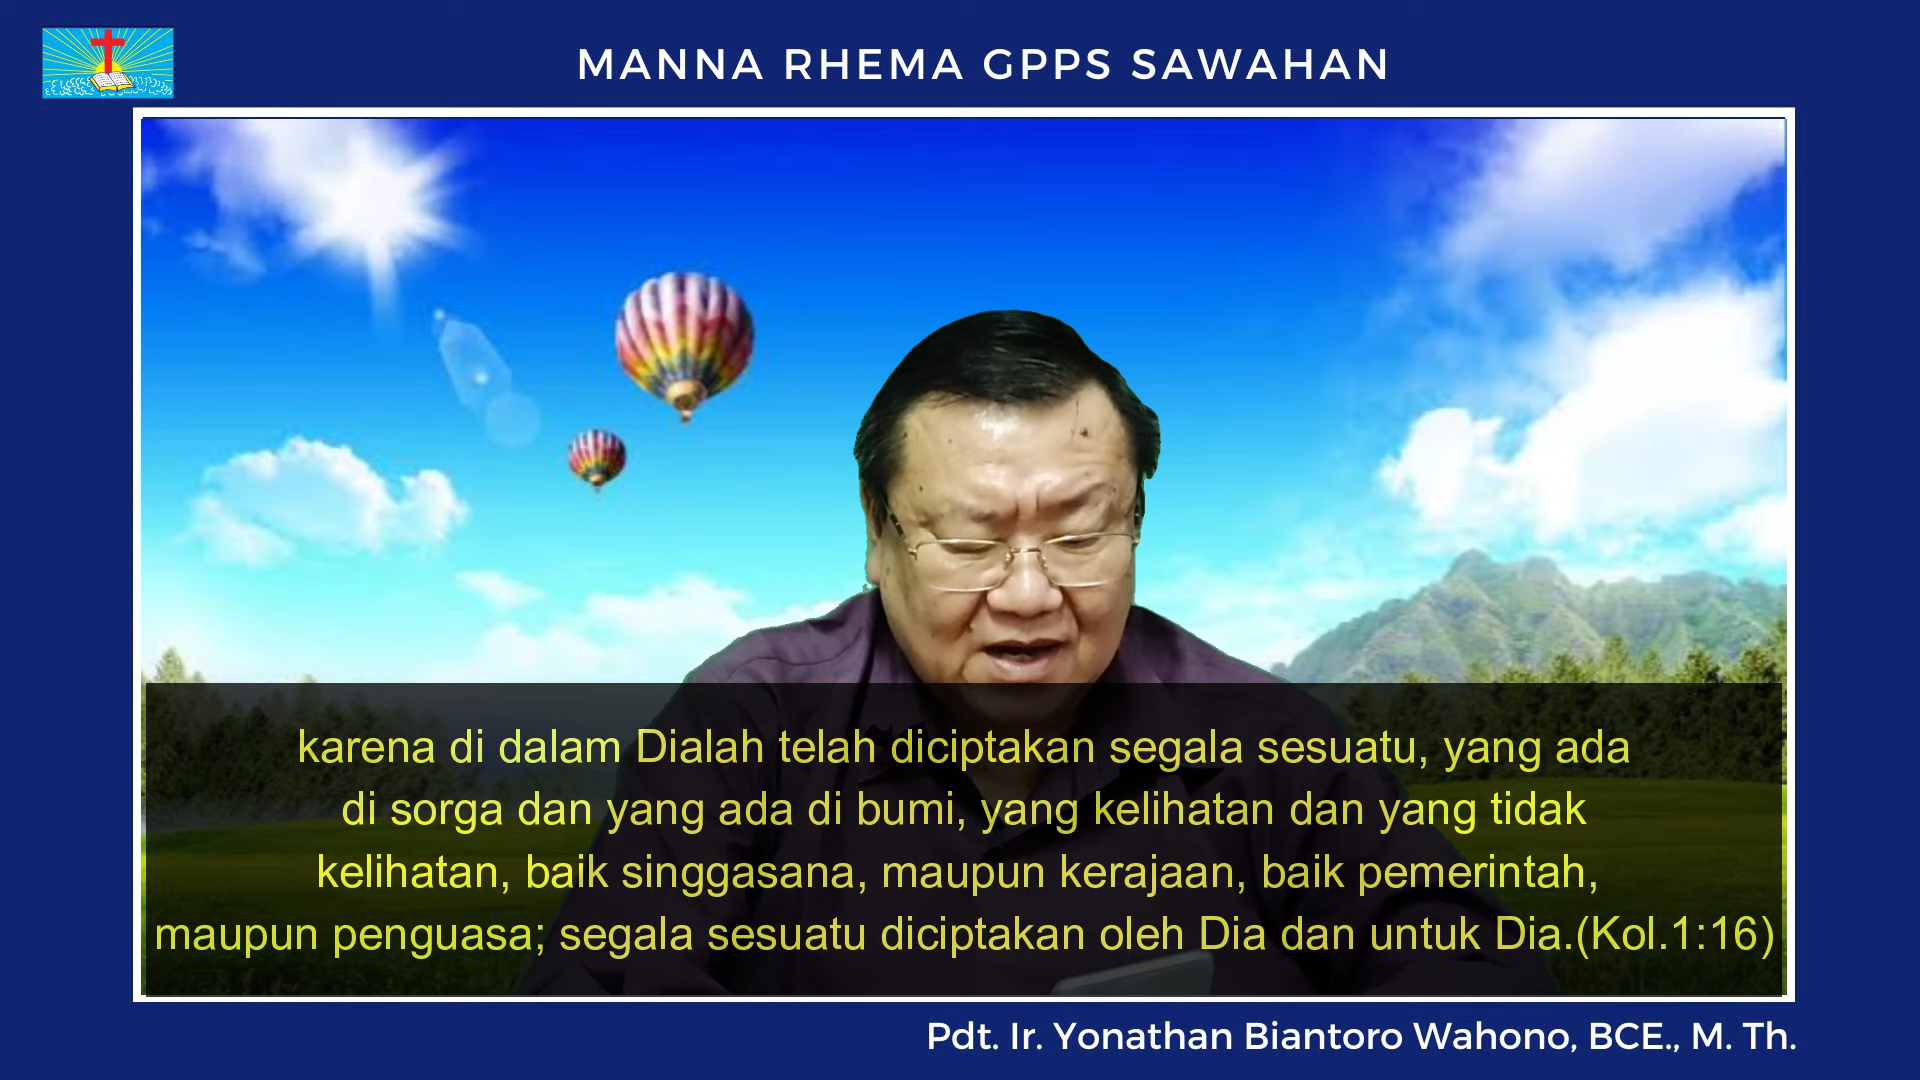 MANNA RHEMA GPPS SAWAHAN
karena di dalam Dialah telah diciptakan segala sesuatu, yang ada
di sorga dan yang ada di bumi, yang kelihatan dan yang tidak
kelihatan, baik singgasana, maupun kerajaan, baik pemerintah,
maupun penguasa; segala sesuatu diciptakan oleh Dia dan untuk Dia.(Kol.1:16)
Pdt. Ir. Yonathan Biantoro Wahono, BCE., M. Th.